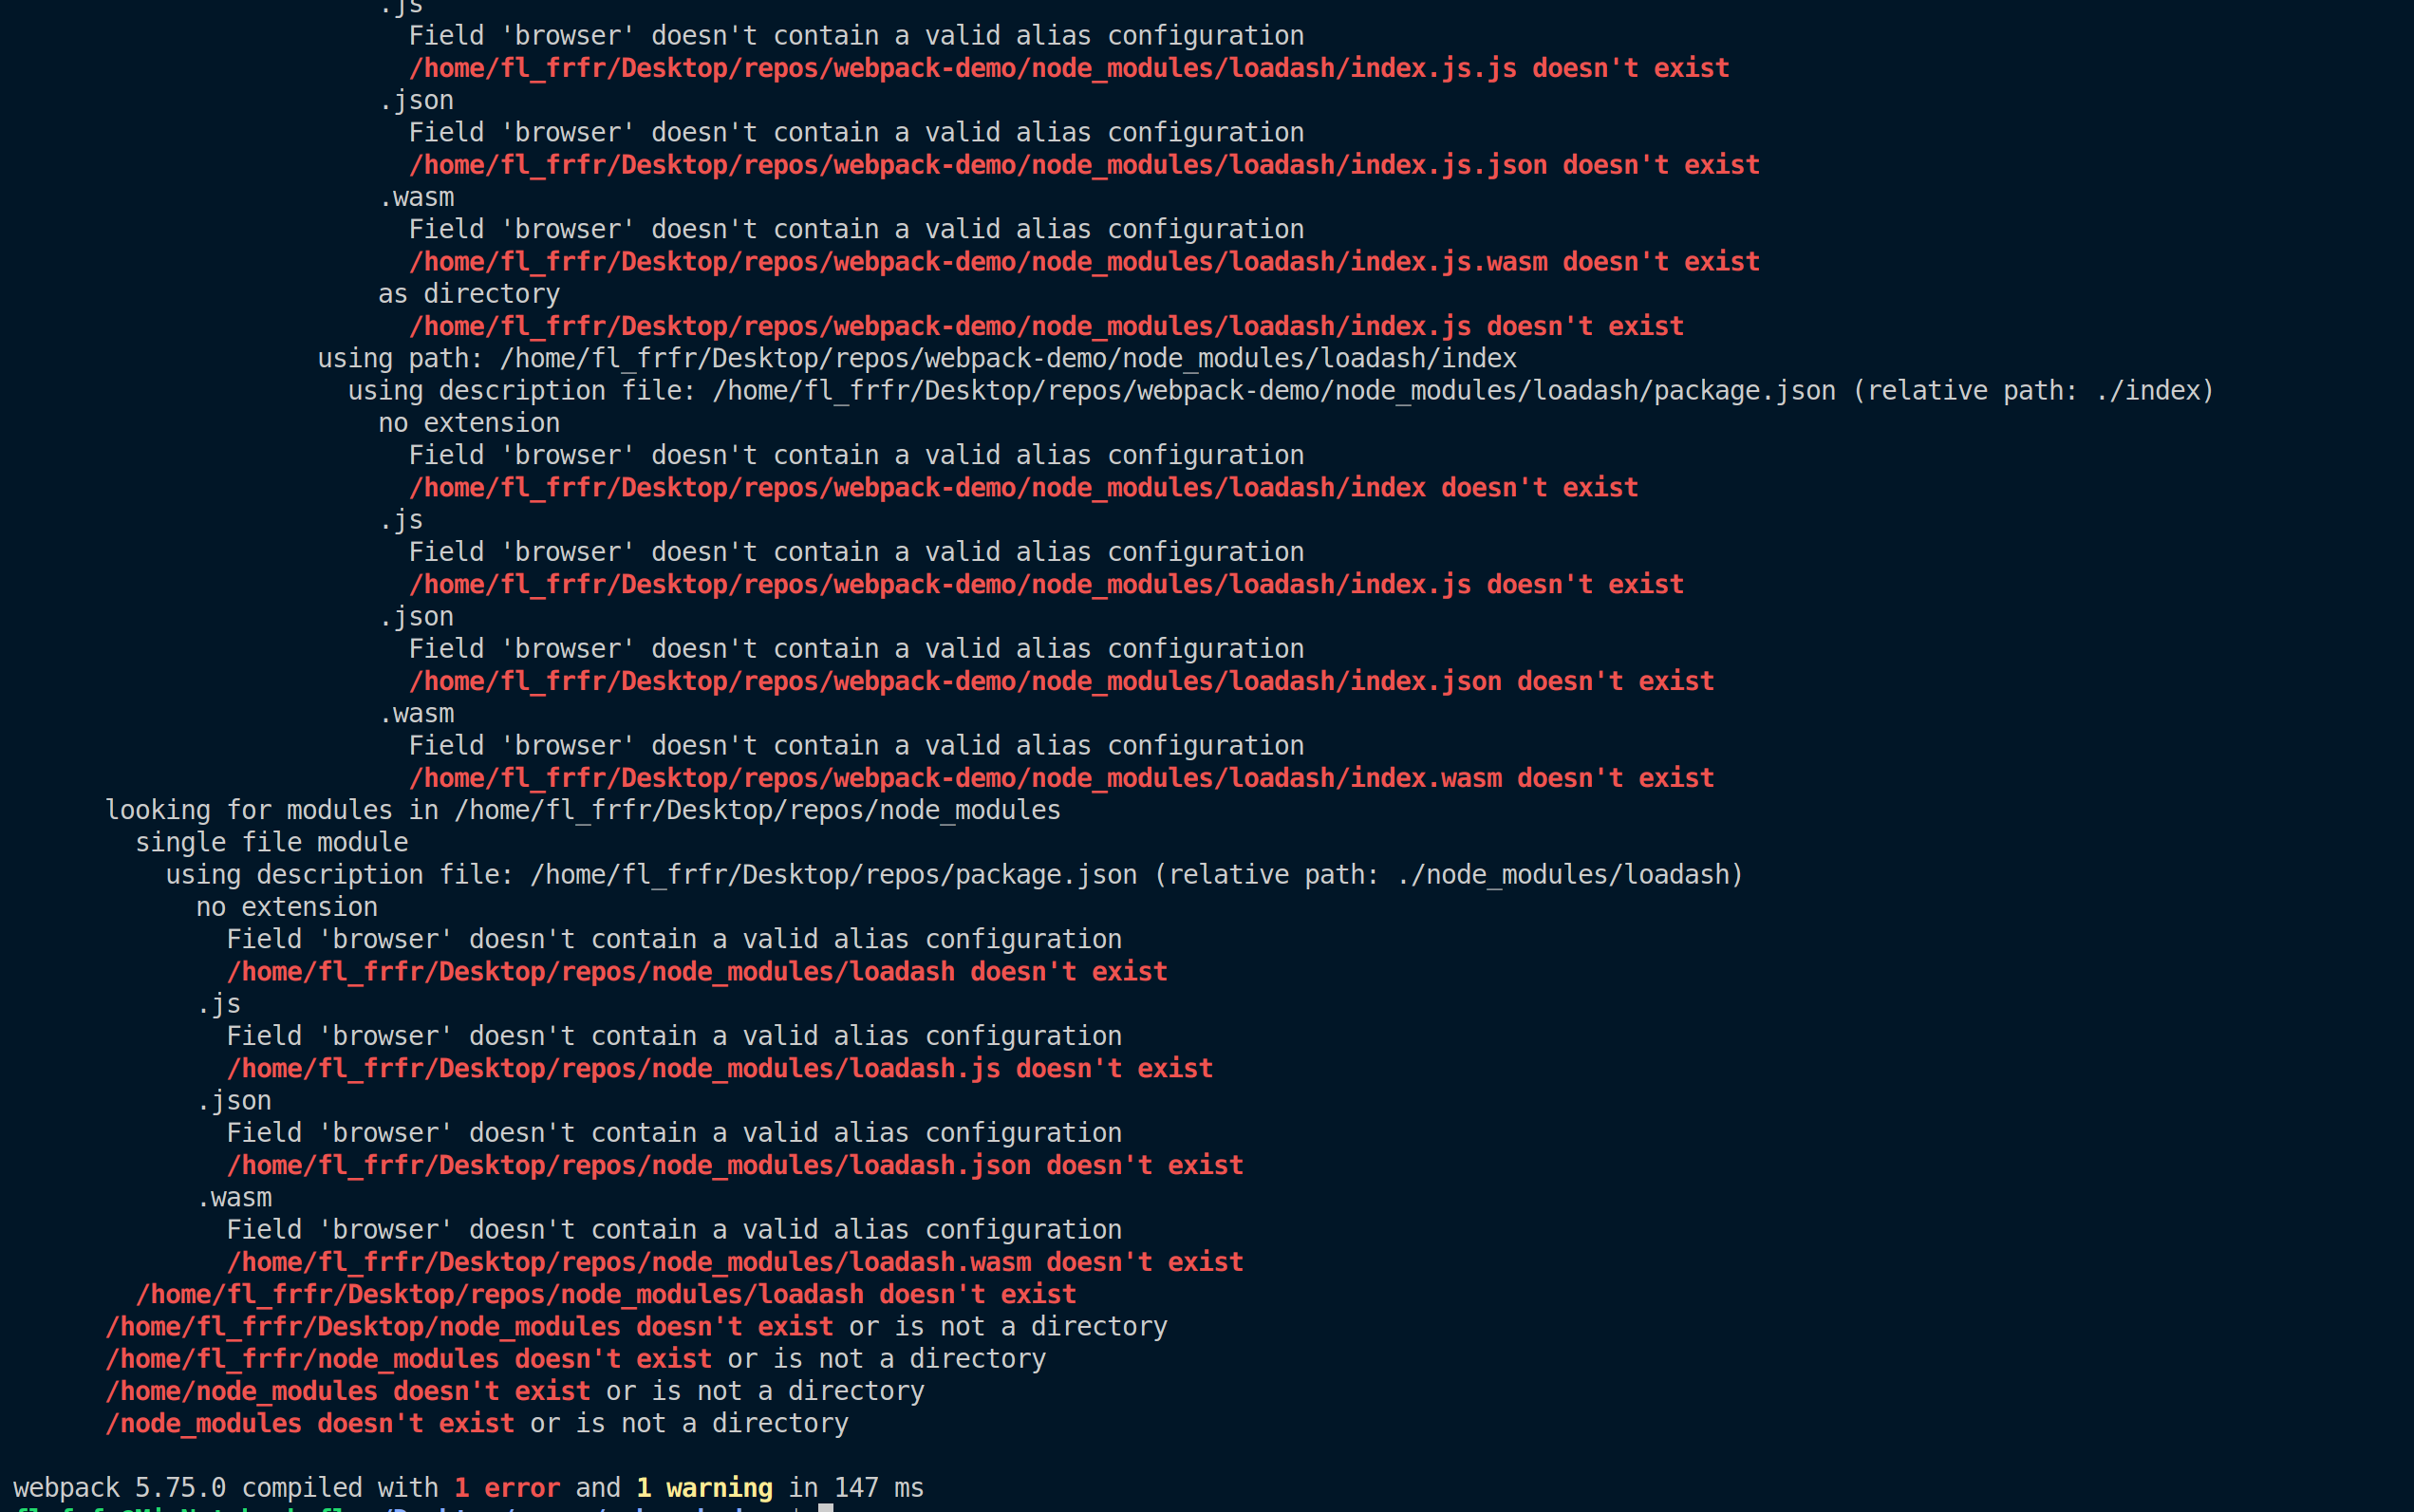 .js
Field 'browser' doesn't contain a valid alias configuration
/home/fl_frfr/Desktop/repos/webpack-demo/node_modules/loadash/index.js.js doesn't exist
.json
Field 'browser' doesn't contain a valid alias configuration
/home/fl_frfr/Desktop/repos/webpack-demo/node_modules/loadash/index.js.json doesn't exist
.wasm
Field 'browser' doesn't contain a valid alias configuration
/home/fl_frfr/Desktop/repos/webpack-demo/node_modules/loadash/index.js.wasm doesn't exist
as directory
/home/fl_frfr/Desktop/repos/webpack-demo/node_modules/loadash/index.js doesn't exist
using path: /home/fl_frfr/Desktop/repos/webpack-demo/node_modules/loadash/index
using description file: /home/fl_frfr/Desktop/repos/webpack-demo/node_modules/loadash/package.json (relative path: ./index)
no extension
Field 'browser' doesn't contain a valid alias configuration
/home/fl_frfr/Desktop/repos/webpack-demo/node_modules/loadash/index doesn't exist
.js
Field 'browser' doesn't contain a valid alias configuration
/home/fl_frfr/Desktop/repos/webpack-demo/node_modules/loadash/index.js doesn't exist
.json
Field 'browser' doesn't contain a valid alias configuration
/home/fl_frfr/Desktop/repos/webpack-demo/node_modules/loadash/index.json doesn't exist
.wasm
Field 'browser' doesn't contain a valid alias configuration
/home/fl_frfr/Desktop/repos/webpack-demo/node_modules/loadash/index.wasm doesn't exist
looking for modules in /home/fl_frfr/Desktop/repos/node_modules
single file module
using description file: /home/fl_frfr/Desktop/repos/package.json (relative path: ./node_modules/loadash)
no extension
Field 'browser' doesn't contain a valid alias configuration
/home/fl_frfr/Desktop/repos/node_modules/loadash doesn't exist
.js
Field 'browser' doesn't contain a valid alias configuration
/home/fl_frfr/Desktop/repos/node_modules/loadash.js doesn't exist
.json
Field 'browser' doesn't contain a valid alias configuration
/home/fl_frfr/Desktop/repos/node_modules/loadash.json doesn't exist
.wasm
Field 'browser' doesn't contain a valid alias configuration
/home/fl_frfr/Desktop/repos/node_modules/loadash.wasm doesn't exist
/home/fl_frfr/Desktop/repos/node_modules/loadash doesn't exist
/home/fl_frfr/Desktop/node_modules doesn't exist or is not a directory
/home/fl_frfr/node_modules doesn't exist or is not a directory
/home/node_modules doesn't exist or is not a directory
/node_modules doesn't exist or is not a directory
webpack 5.75.0 compiled with 1 error and 1 warning in 147 ms